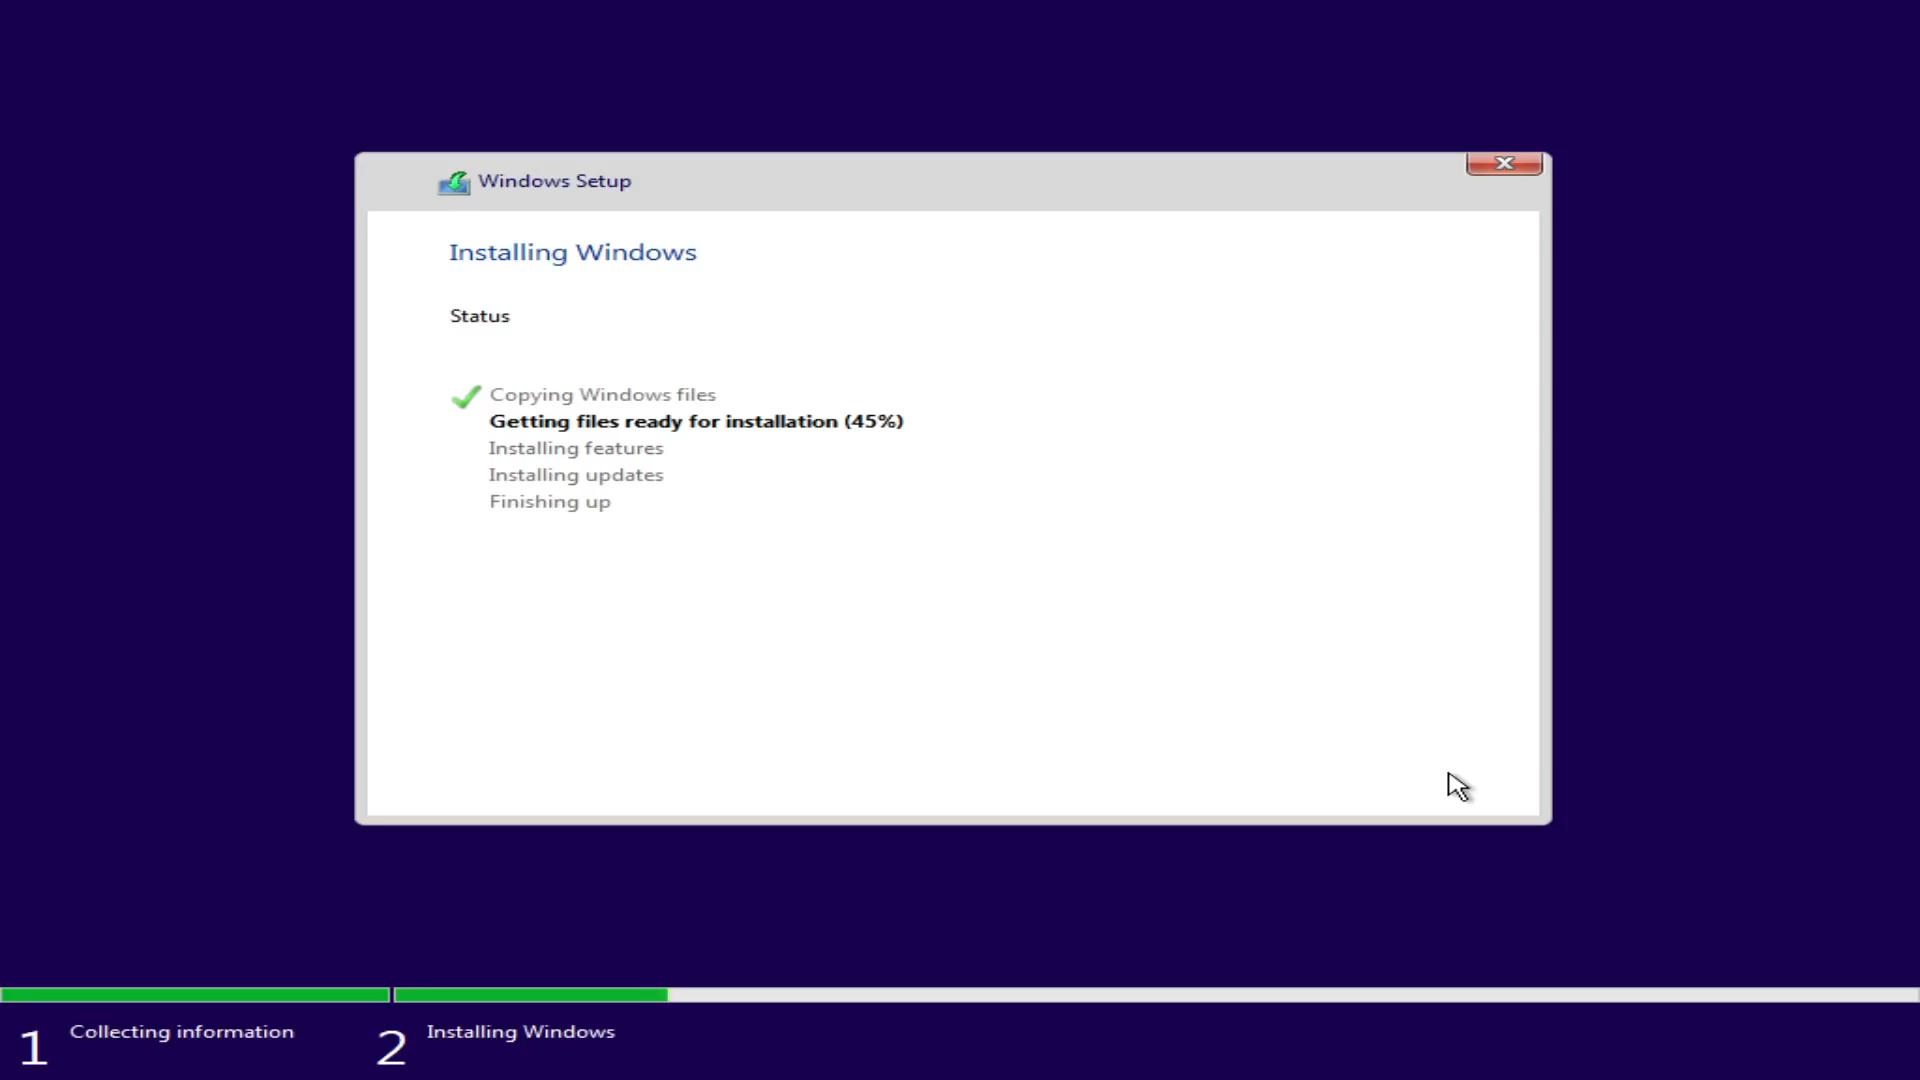 Windows Setup
Installing Windows
Status
Copying Windows files
Getting files ready for installation (45%)
Installing features
Installing updates
Finishing up
1 Collecting information
2 Installing Windows